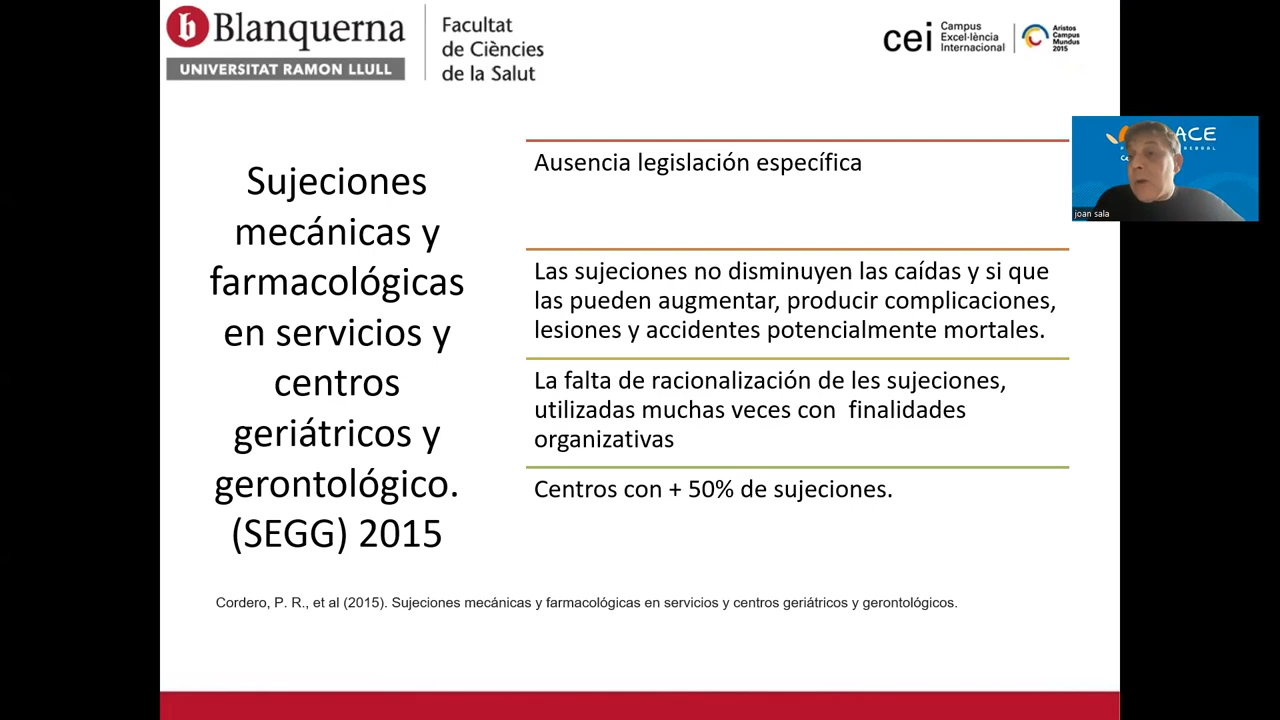 Blanquerna
UNIVERSITAT RAMON LLULL
Facultat
de Ciències
de la Salut
cei
Campus
Excel·lència
Internacional
Aristos
Campus
Mundus
2015
Sujeciones
mecánicas y
farmacológicas
en servicios y
centros
geriátricos y
gerontológico.
(SEGG) 2015
Ausencia legislación específica
Las sujeciones no disminuyen las caídas y si que
las pueden augmentar, producir complicaciones,
lesiones y accidentes potencialmente mortales.
La falta de racionalización de les sujeciones,
utilizadas muchas veces con finalidades
organizativas
Centros con + 50% de sujeciones.
joan sala
Cordero, P. R., et al (2015). Sujeciones mecánicas y farmacológicas en servicios y centros geriátricos y gerontológicos.